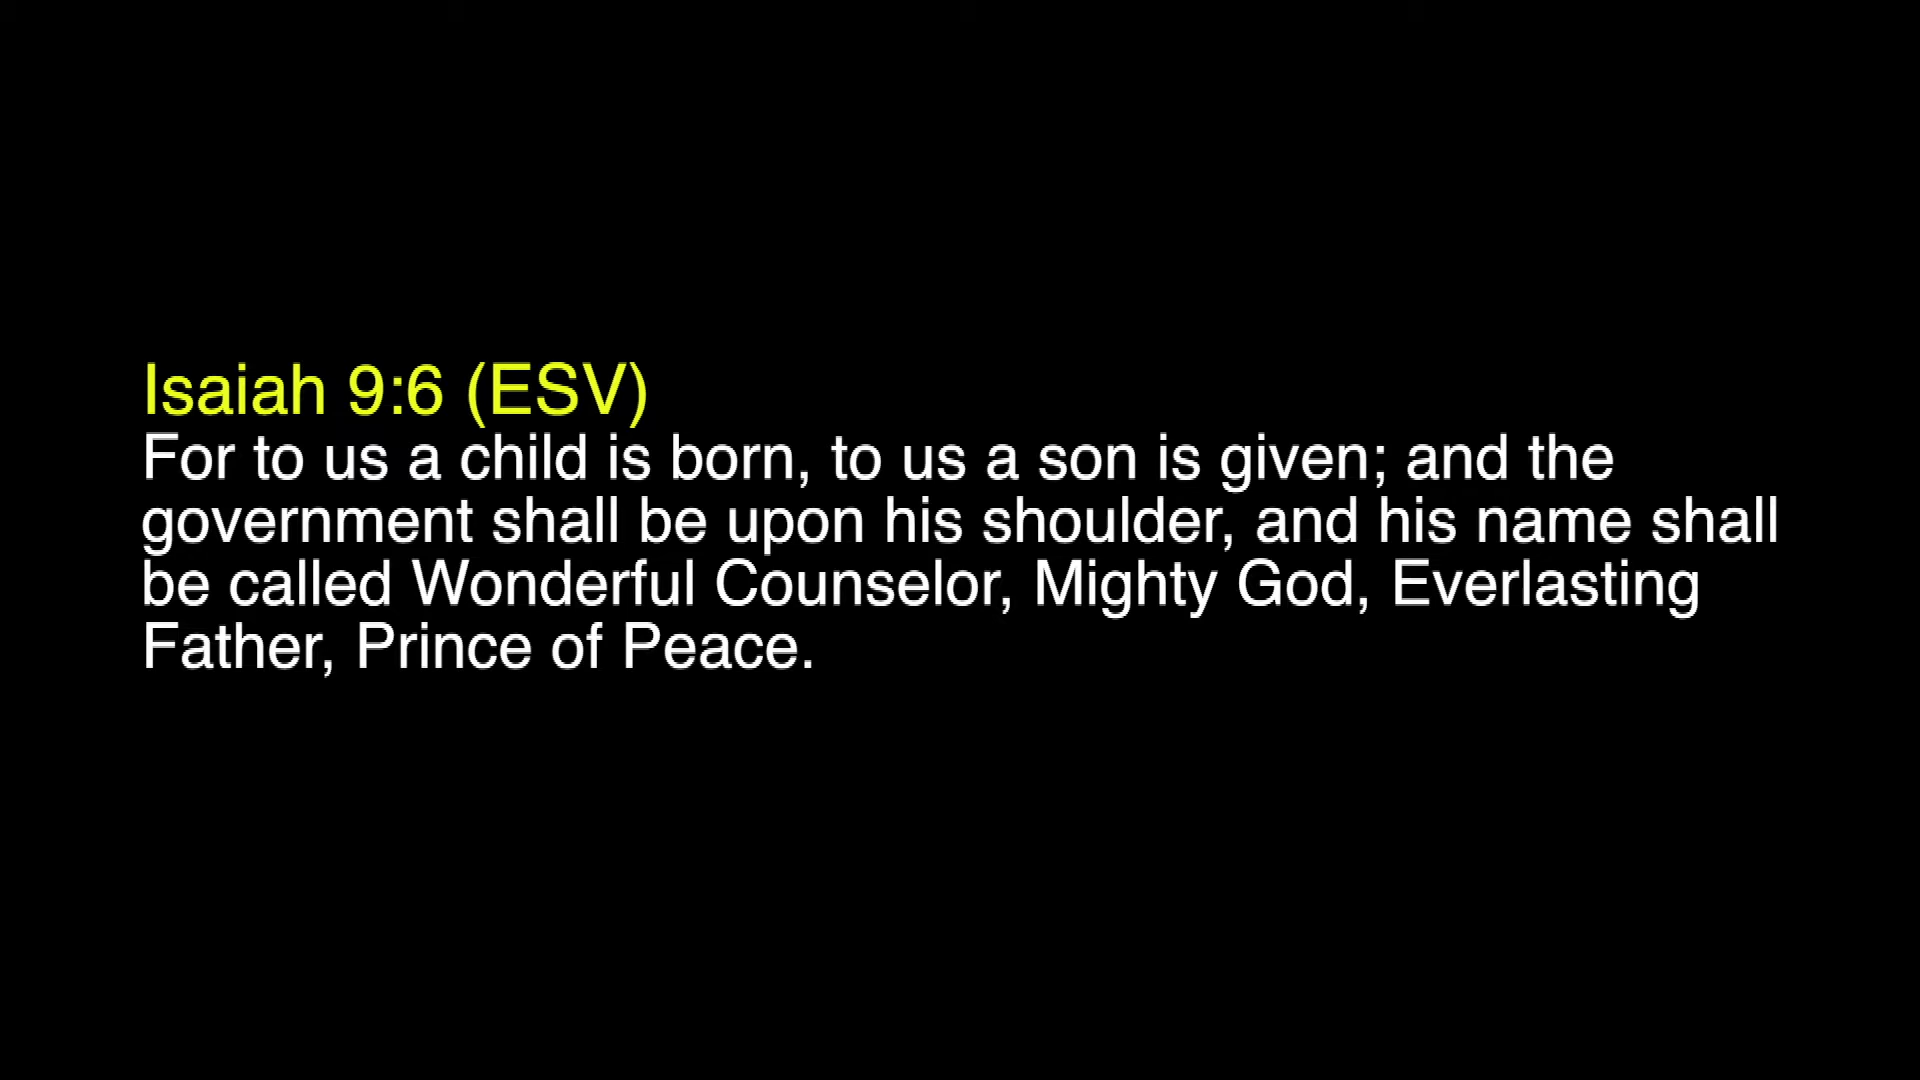 Isaiah 9:6 (ESV)
For to us a child is born, to us a son is given; and the
government shall be upon his shoulder, and his name shall
be called Wonderful Counselor, Mighty God, Everlasting
Father, Prince of Peace.